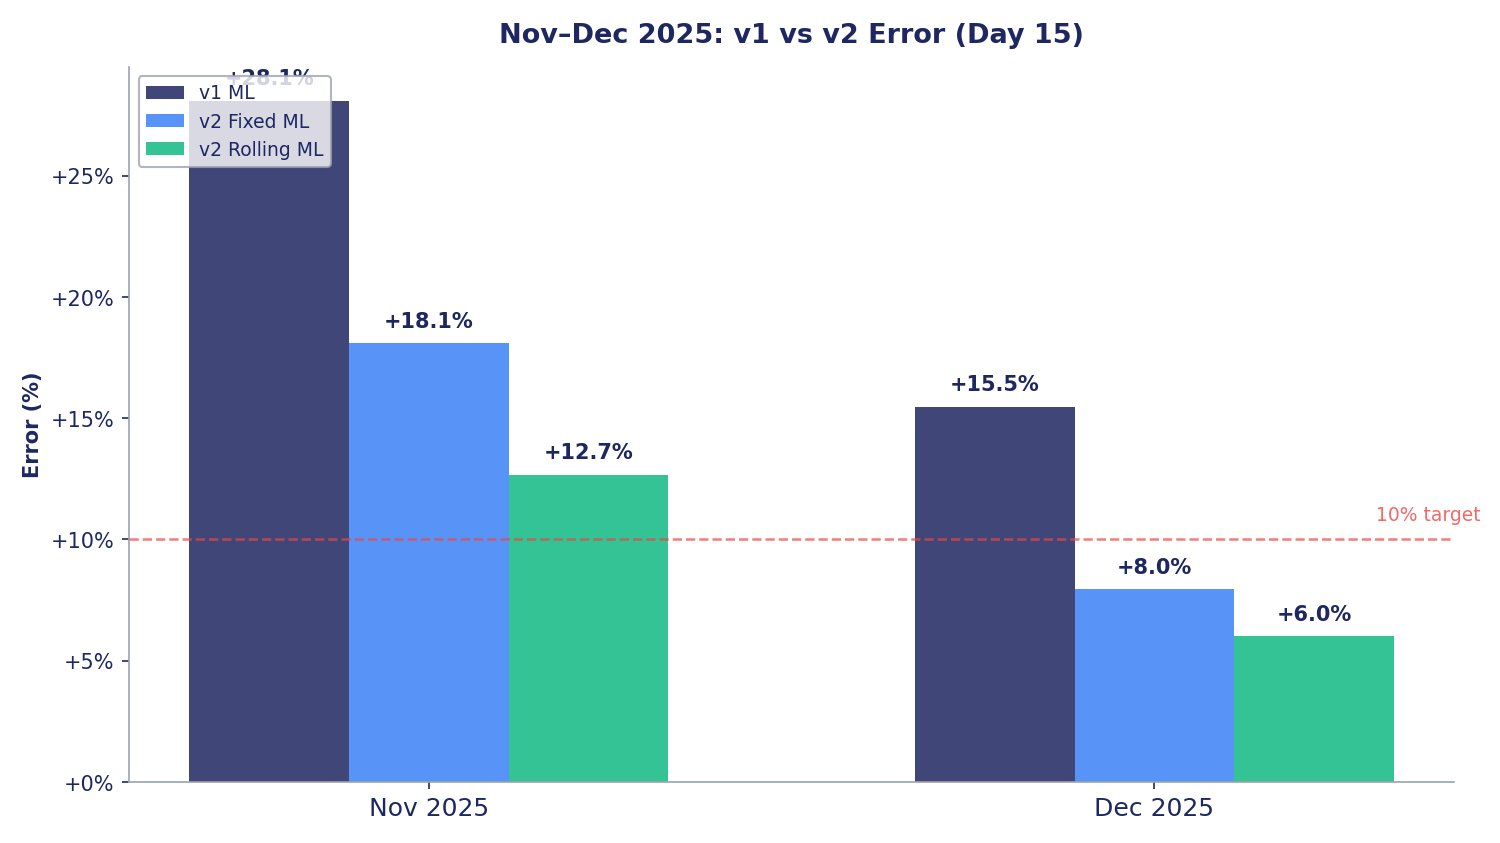 Nov–Dec 2025: v1 vs v2 Error (Day 15)
+28.1%
v1 ML
v2 Fixed ML
v2 Rolling ML
+25%
+20%
+15%
+10%
+5%
+0%
Error (%)
+18.1%
+12.7%
+15.5%
+8.0%
+6.0%
10% target
Nov 2025
Dec 2025